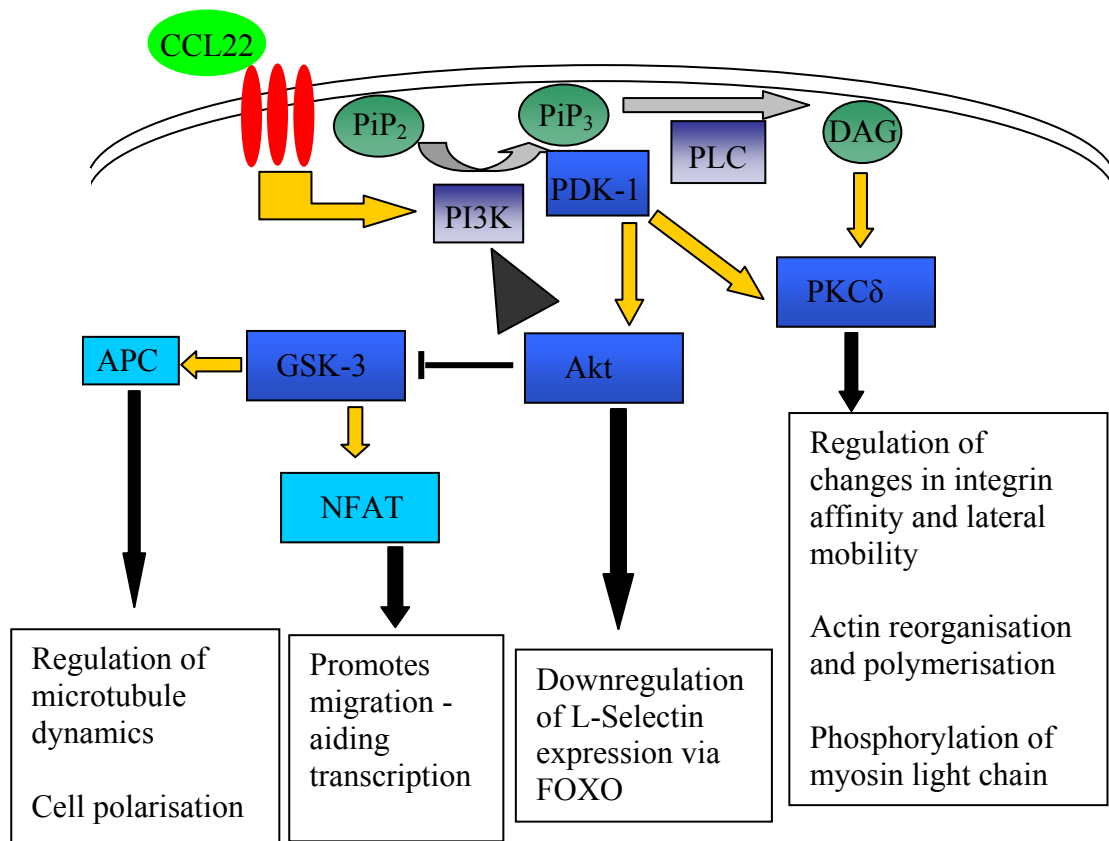 CCL22
PiP2
PiP3
DAG
PLC
PDK-1
PI3K
PKCδ
APC
GSK-3
Akt
NFAT
Regulation of
microtubule
dynamics
Cell polarisation
Promotes
migration -
aiding
transcription
Downregulation
of L-Selectin
expression via
FOXO
Regulation of
changes in integrin
affinity and lateral
mobility
Actin reorganisation
and polymerisation
Phosphorylation of
myosin light chain